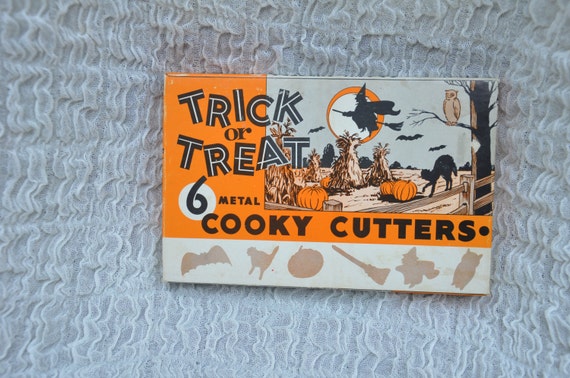 TRICK
or
TREAT
6 METAL
COOKY CUTTERS•